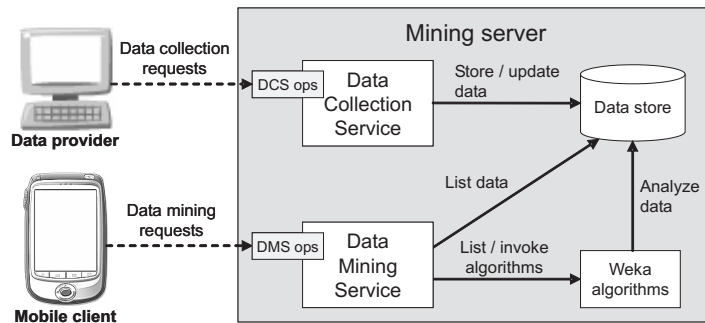 Mining server
Data collection
requests
Data provider
DCS ops
Data
Collection
Service
Store / update
data
Data store
List data
Analyze
data
Data mining
requests
Mobile client
DMS ops
Data
Mining
Service
List / invoke
algorithms
Weka
algorithms